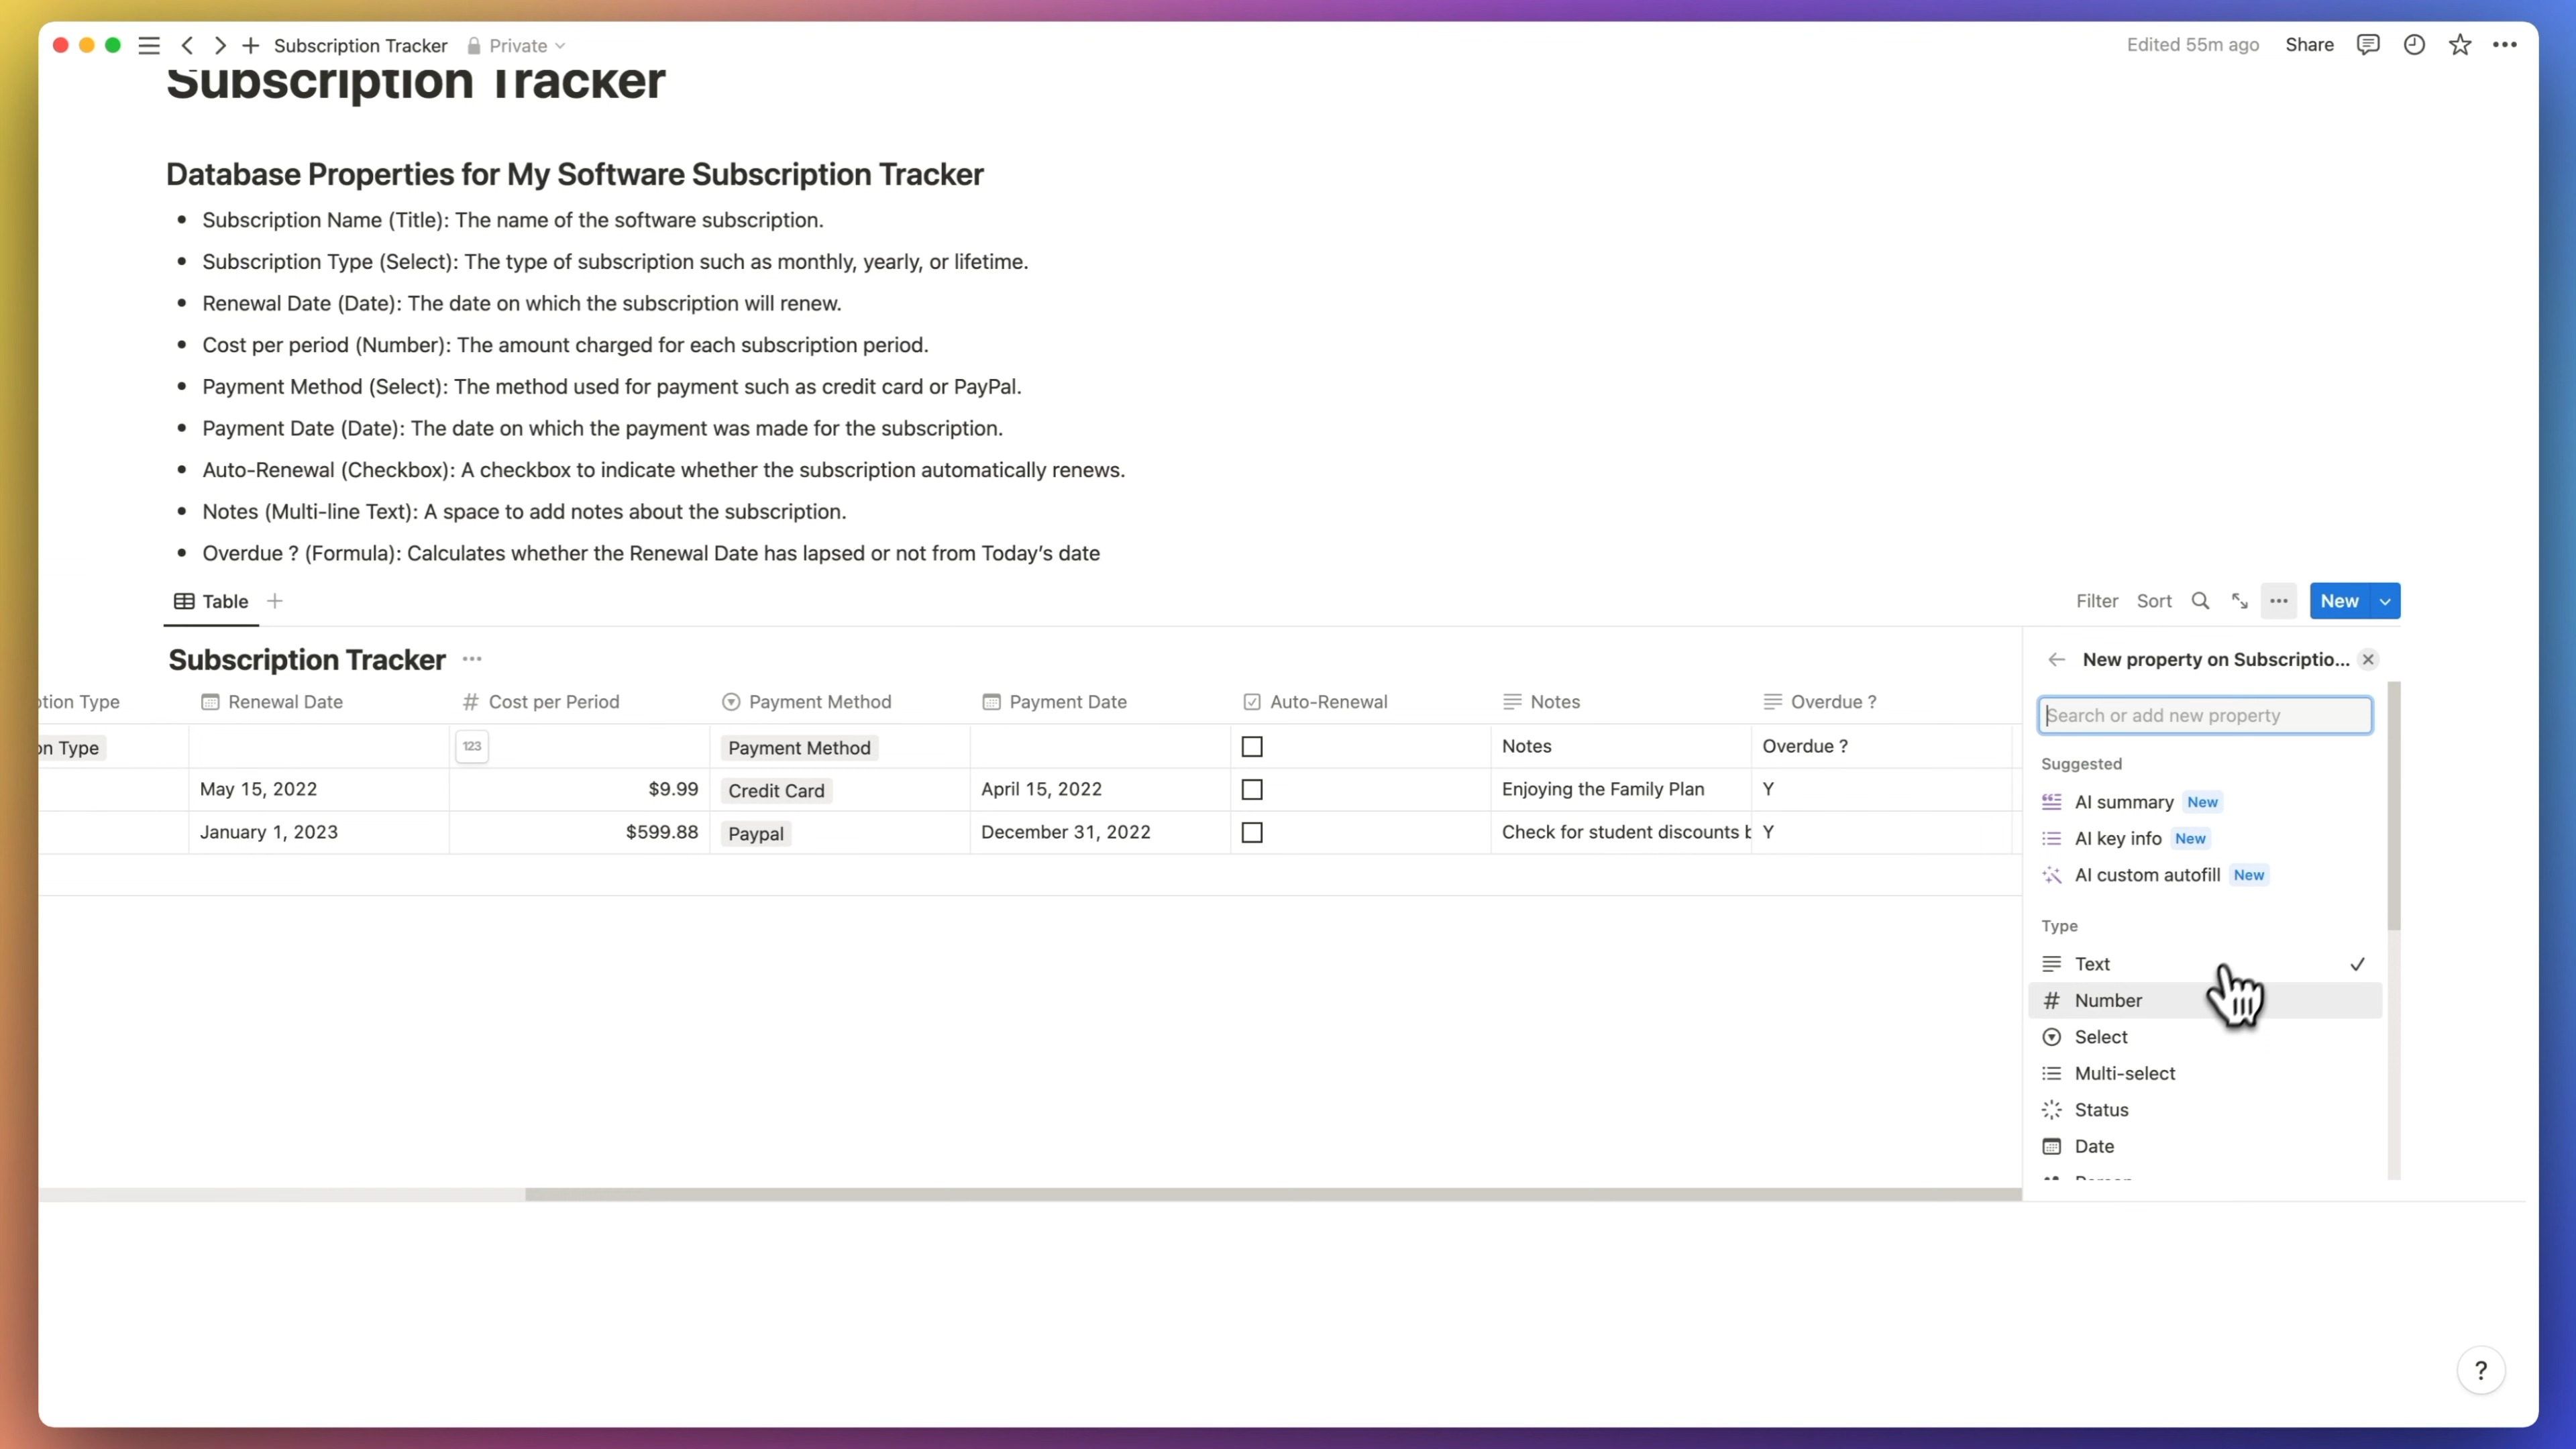 Subscription Tracker Private Edited 55m ago Share
Subscription Tracker
Database Properties for My Software Subscription Tracker
• Subscription Name (Title): The name of the software subscription.
• Subscription Type (Select): The type of subscription such as monthly, yearly, or lifetime.
• Renewal Date (Date): The date on which the subscription will renew.
• Cost per period (Number): The amount charged for each subscription period.
• Payment Method (Select): The method used for payment such as credit card or PayPal.
• Payment Date (Date): The date on which the payment was made for the subscription.
• Auto-Renewal (Checkbox): A checkbox to indicate whether the subscription automatically renews.
• Notes (Multi-line Text): A space to add notes about the subscription.
• Overdue ? (Formula): Calculates whether the Renewal Date has lapsed or not from Today’s date
Table Filter Sort New
Subscription Tracker ...
tion Type Renewal Date # Cost per Period Payment Method Payment Date Auto-Renewal Notes Overdue ?
on Type 123 Payment Method Notes Overdue ?
May 15, 2022 $9.99 Credit Card April 15, 2022 Enjoying the Family Plan Y
January 1, 2023 $599.88 Paypal December 31, 2022 Check for student discounts Y
New property on Subscriptio...
Search or add new property
Suggested
AI summary New
AI key info New
AI custom autofill New
Type
Text
# Number
Select
Multi-select
Status
Date
?